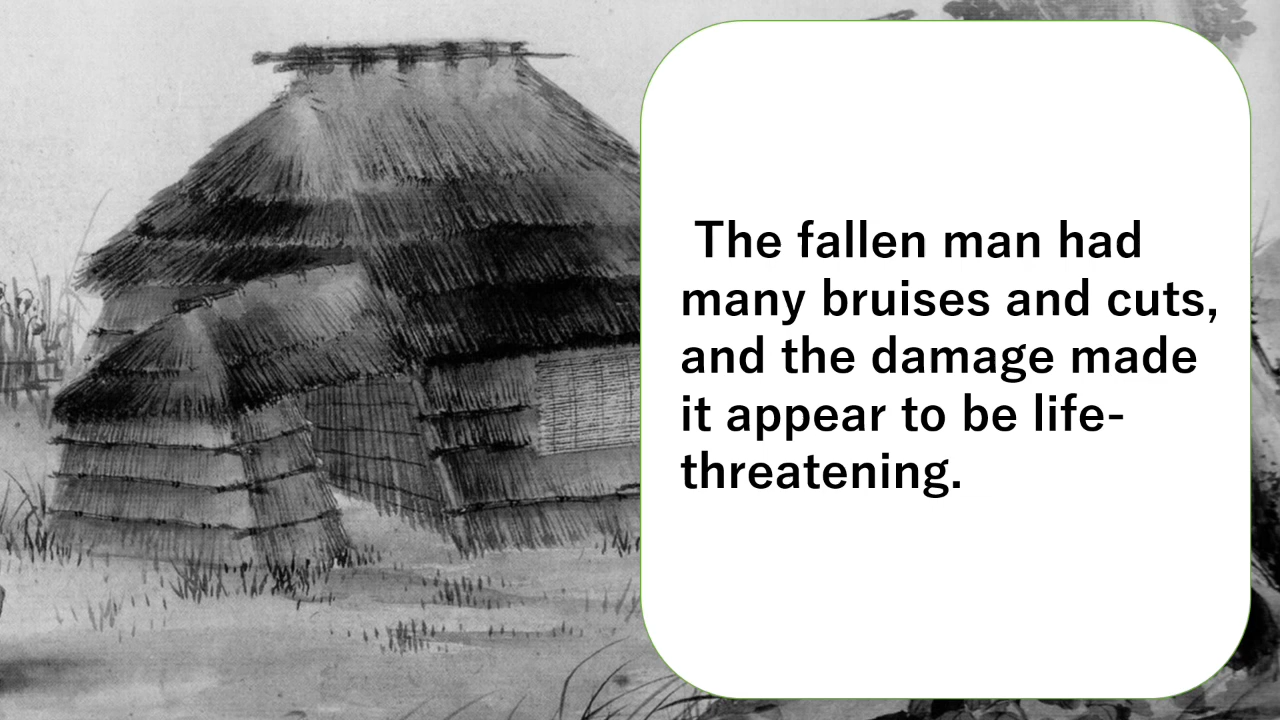 The fallen man had
many bruises and cuts,
and the damage made
it appear to be life-
threatening.